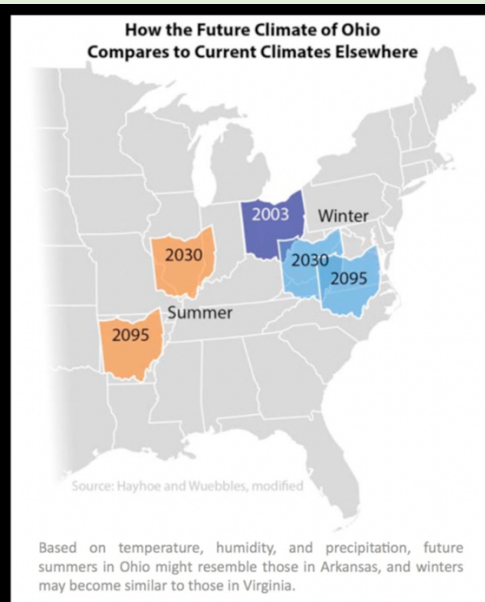 How the Future Climate of Ohio
Compares to Current Climates Elsewhere
2003
Winter
2030
2030
2095
Summer
2095
Source: Hayhoe and Wuebbles, modified
Based on temperature, humidity, and precipitation, future
summers in Ohio might resemble those in Arkansas, and winters
may become similar to those in Virginia.